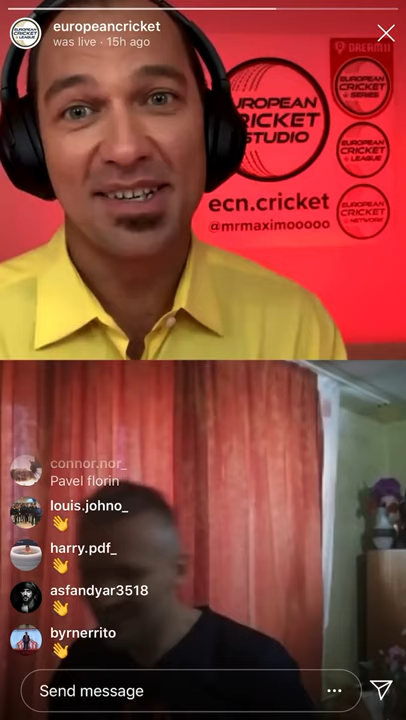 europeancricket
was live · 15h ago
DREAM11
EUROPEAN
CRICKET
SERIES
EUROPEAN
CRICKET
STUDIO
EUROPEAN
CRICKET
LEAGUE
ecn.cricket
@mrmaximooooo
EUROPEAN
CRICKET
NETWORK
connor.nor_
Pavel florin
louis.johno_
👋
harry.pdf_
👋
asfandyar3518
👋
byrnerrito
👋
Send message